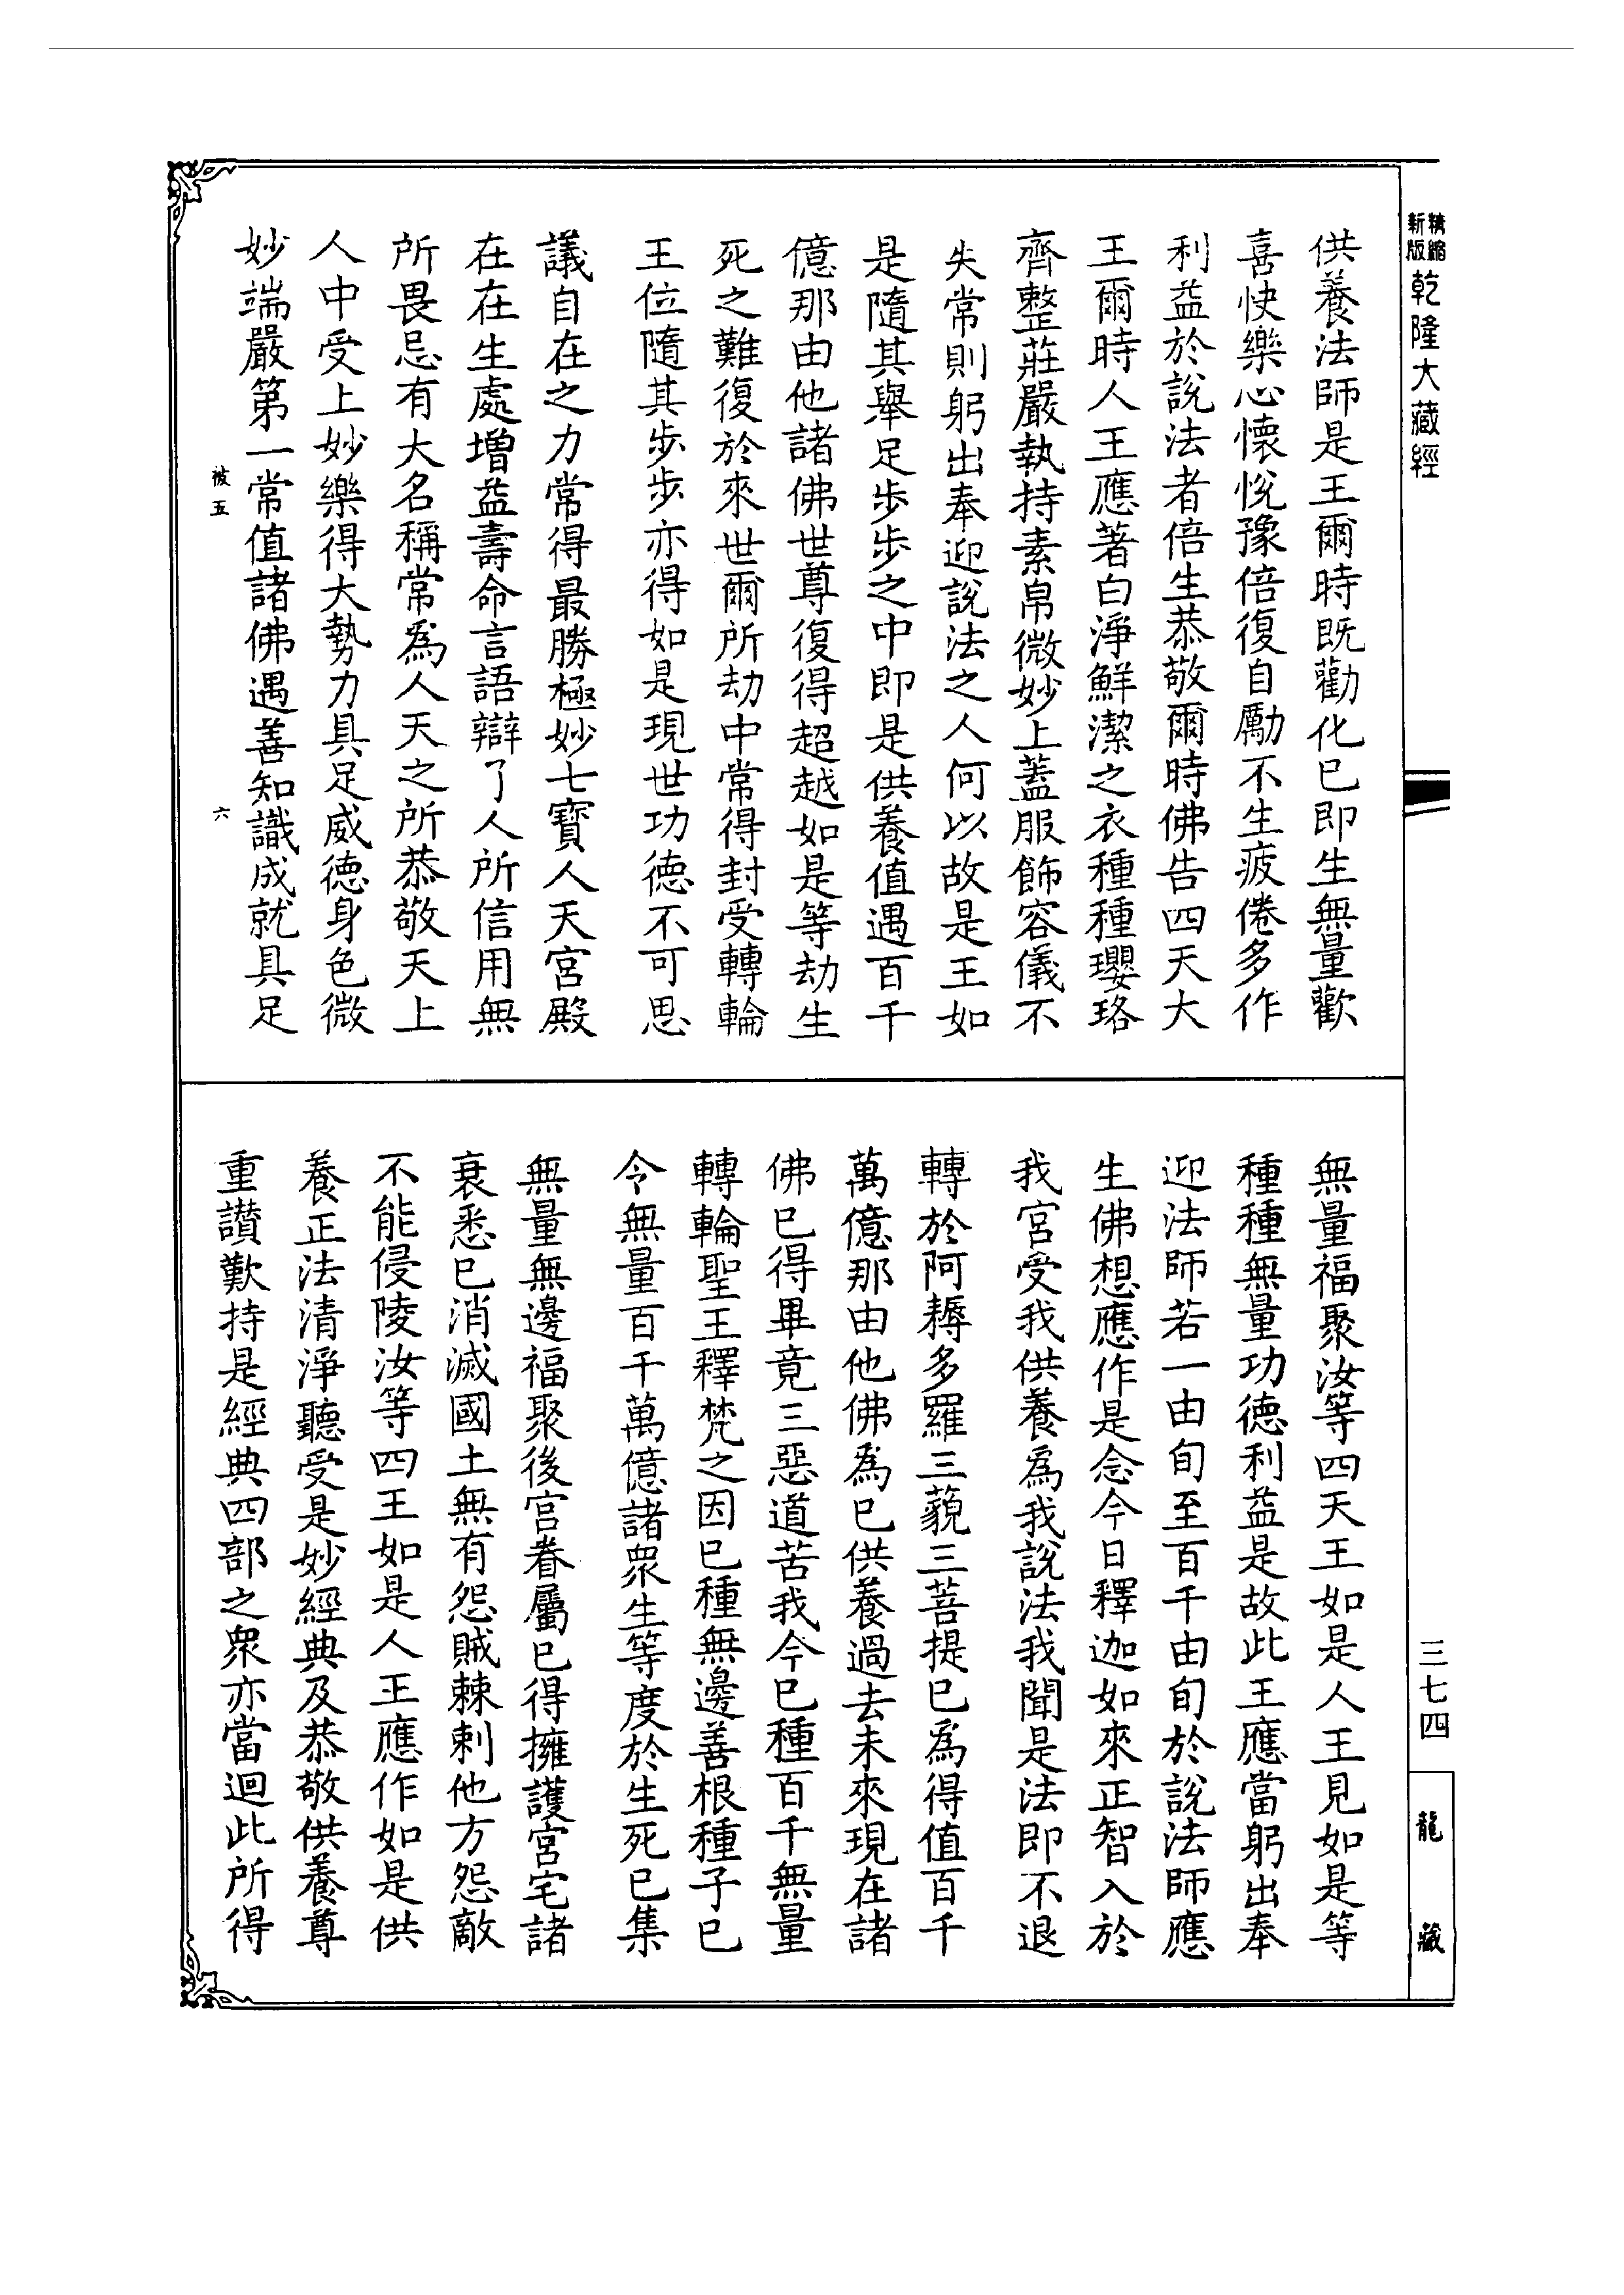 精縮
新版
乾隆大藏經
供養法師是王爾時既勸化已即生無量歡
喜快樂心懷悅豫倍復自勵不生疲倦多作
利益於說法者倍生恭敬爾時佛告四天大
王爾時人王應著白淨鮮潔之衣種種瓔珞
齊整莊嚴執持素帛微妙上蓋服飾容儀不
失常則躬出奉迎說法之人何以故是王如
是隨其舉足步步之中即是供養值遇百千
億那由他諸佛世尊復得超越如是等劫生
死之難復於來世爾所劫中常得封受轉輪
王位隨其步步亦得如是現世功德不可思
議自在之力常得最勝極妙七寶人天宮殿
在在生處增益壽命言語辯了人所信用無
所畏忌有大名稱常為人天之所恭敬天上
人中受上妙樂得大勢力具足威德身色微
妙端嚴第一常值諸佛遇善知識成就具足
被五
六
無量福聚汝等四天王如是人王見如是等
種種無量功德利益是故此王應當躬出奉
迎法師若一由旬至百千由旬於說法師應
生佛想應作是念今日釋迦如來正智入於
我宮受我供養為我說法我聞是法即不退
轉於阿耨多羅三藐三菩提已為得值百千
萬億那由他佛為已供養過去未來現在諸
佛已得畢竟三惡道苦我今已種百千無量
轉輪聖王釋梵之因已種無邊善根種子已
令無量百千萬億諸眾生等度於生死已集
無量無邊福聚後宮眷屬已得擁護宮宅諸
衰悉已消滅國土無有怨賊棘刺他方怨敵
不能侵陵汝等四王如是人王應作如是供
養正法清淨聽受是妙經典及恭敬供養尊
重讚歎持是經典四部之眾亦當迴此所得
三七四
龍藏